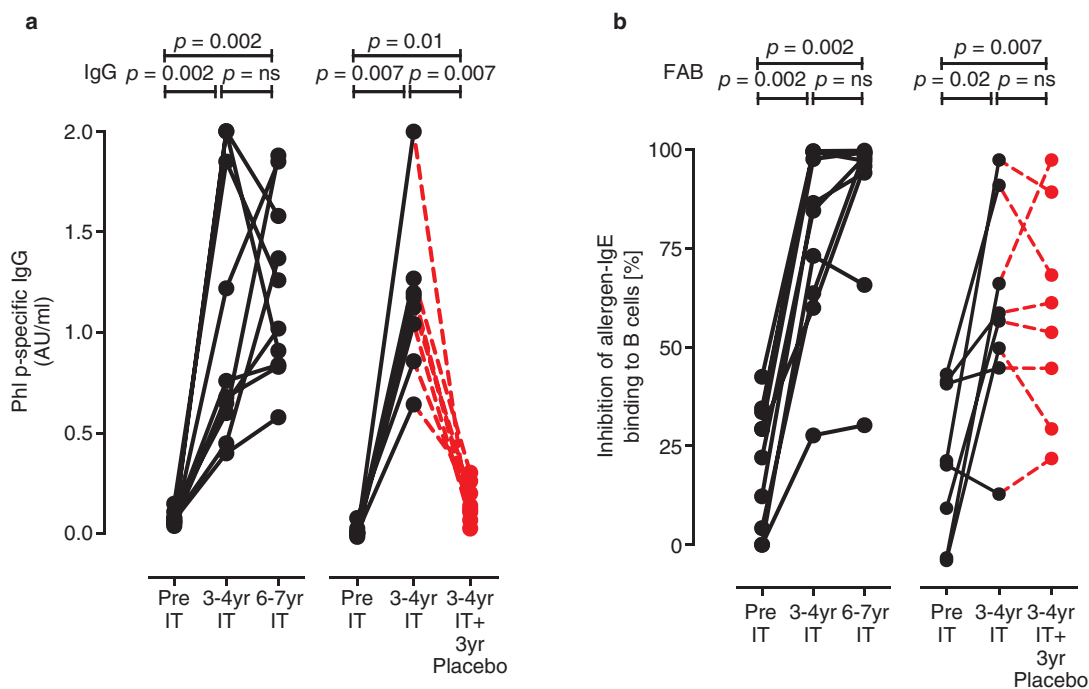 a
p = 0.002
p = 0.01
IgG p = 0.002 p = ns
p = 0.007 p = 0.007
2.0
1.5
1.0
0.5
0.0
Phl p-specific IgG
(AU/ml)
Pre
IT
3-4yr
IT
6-7yr
IT
Pre
IT
3-4yr
IT
3-4yr
IT+
3yr
Placebo
b
p = 0.002
p = 0.007
FAB p = 0.002 p = ns
p = 0.02 p = ns
100
75
50
25
0
Inhibition of allergen-IgE
binding to B cells [%]
Pre
IT
3-4yr
IT
6-7yr
IT
Pre
IT
3-4yr
IT
3-4yr
IT+
3yr
Placebo